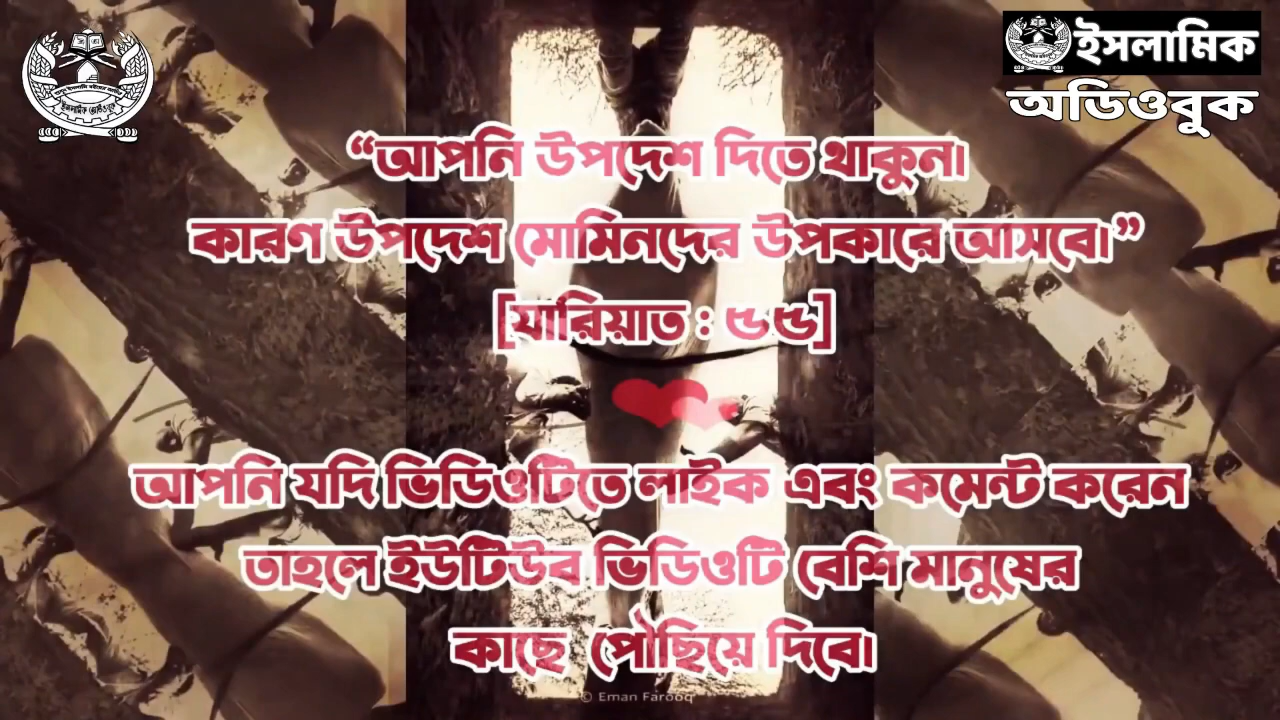 ইসলামিক
অডিওবুক
“আপনি উপদেশ দিতে থাকুন।
কারণ উপদেশ মোমিনদের উপকারে আসবে।”
[যারিয়াত : ৫৫]
আপনি যদি ভিডিওটিতে লাইক এবং কমেন্ট করেন
তাহলে ইউটিউব ভিডিওটি বেশি মানুষের
কাছে পৌছিয়ে দিবে।
© Eman Farooq